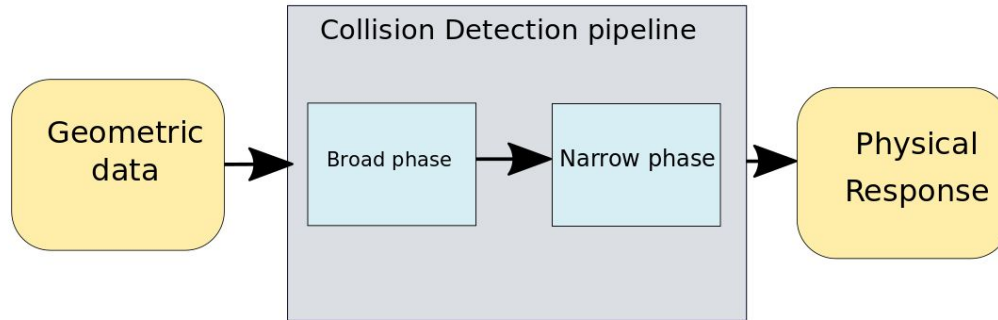 Collision Detection pipeline
Geometric
data
Broad phase
Narrow phase
Physical
Response